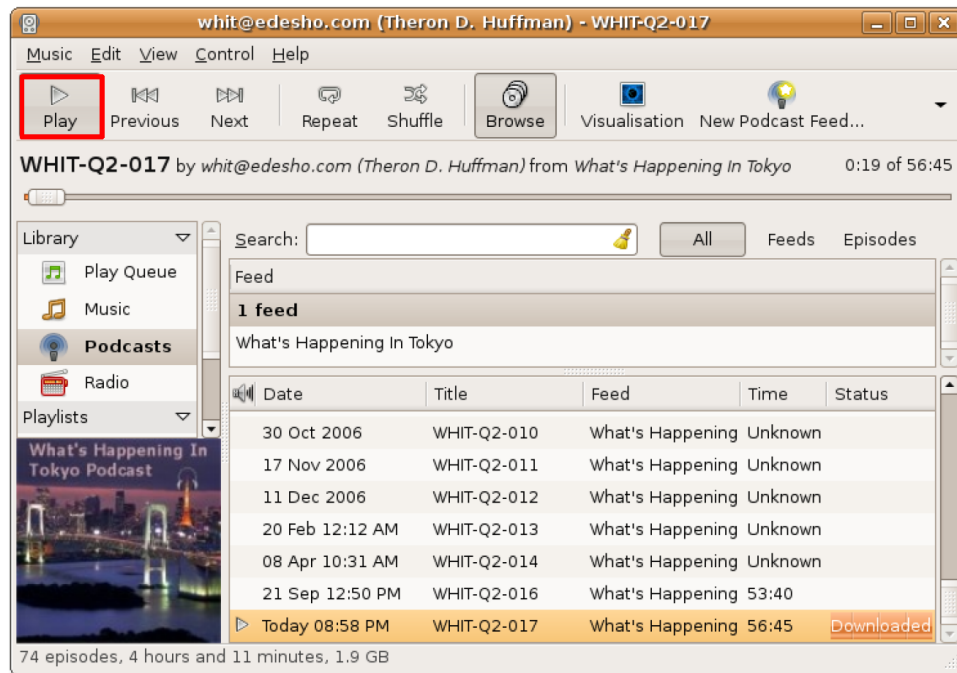 whit@edesho.com (Theron D. Huffman) - WHIT-Q2-017
Music Edit View Control Help
Play Previous Next Repeat Shuffle Browse Visualisation New Podcast Feed...
WHIT-Q2-017 by whit@edesho.com (Theron D. Huffman) from What's Happening In Tokyo 0:19 of 56:45
Library
Play Queue
Music
Podcasts
Radio
Playlists
What's Happening In
Tokyo Podcast
Search: All Feeds Episodes
Feed
1 feed
What's Happening In Tokyo
Date Title Feed Time Status
30 Oct 2006 WHIT-Q2-010 What's Happening Unknown
17 Nov 2006 WHIT-Q2-011 What's Happening Unknown
11 Dec 2006 WHIT-Q2-012 What's Happening Unknown
20 Feb 12:12 AM WHIT-Q2-013 What's Happening Unknown
08 Apr 10:31 AM WHIT-Q2-014 What's Happening Unknown
21 Sep 12:50 PM WHIT-Q2-016 What's Happening 53:40
Today 08:58 PM WHIT-Q2-017 What's Happening 56:45 Downloaded
74 episodes, 4 hours and 11 minutes, 1.9 GB